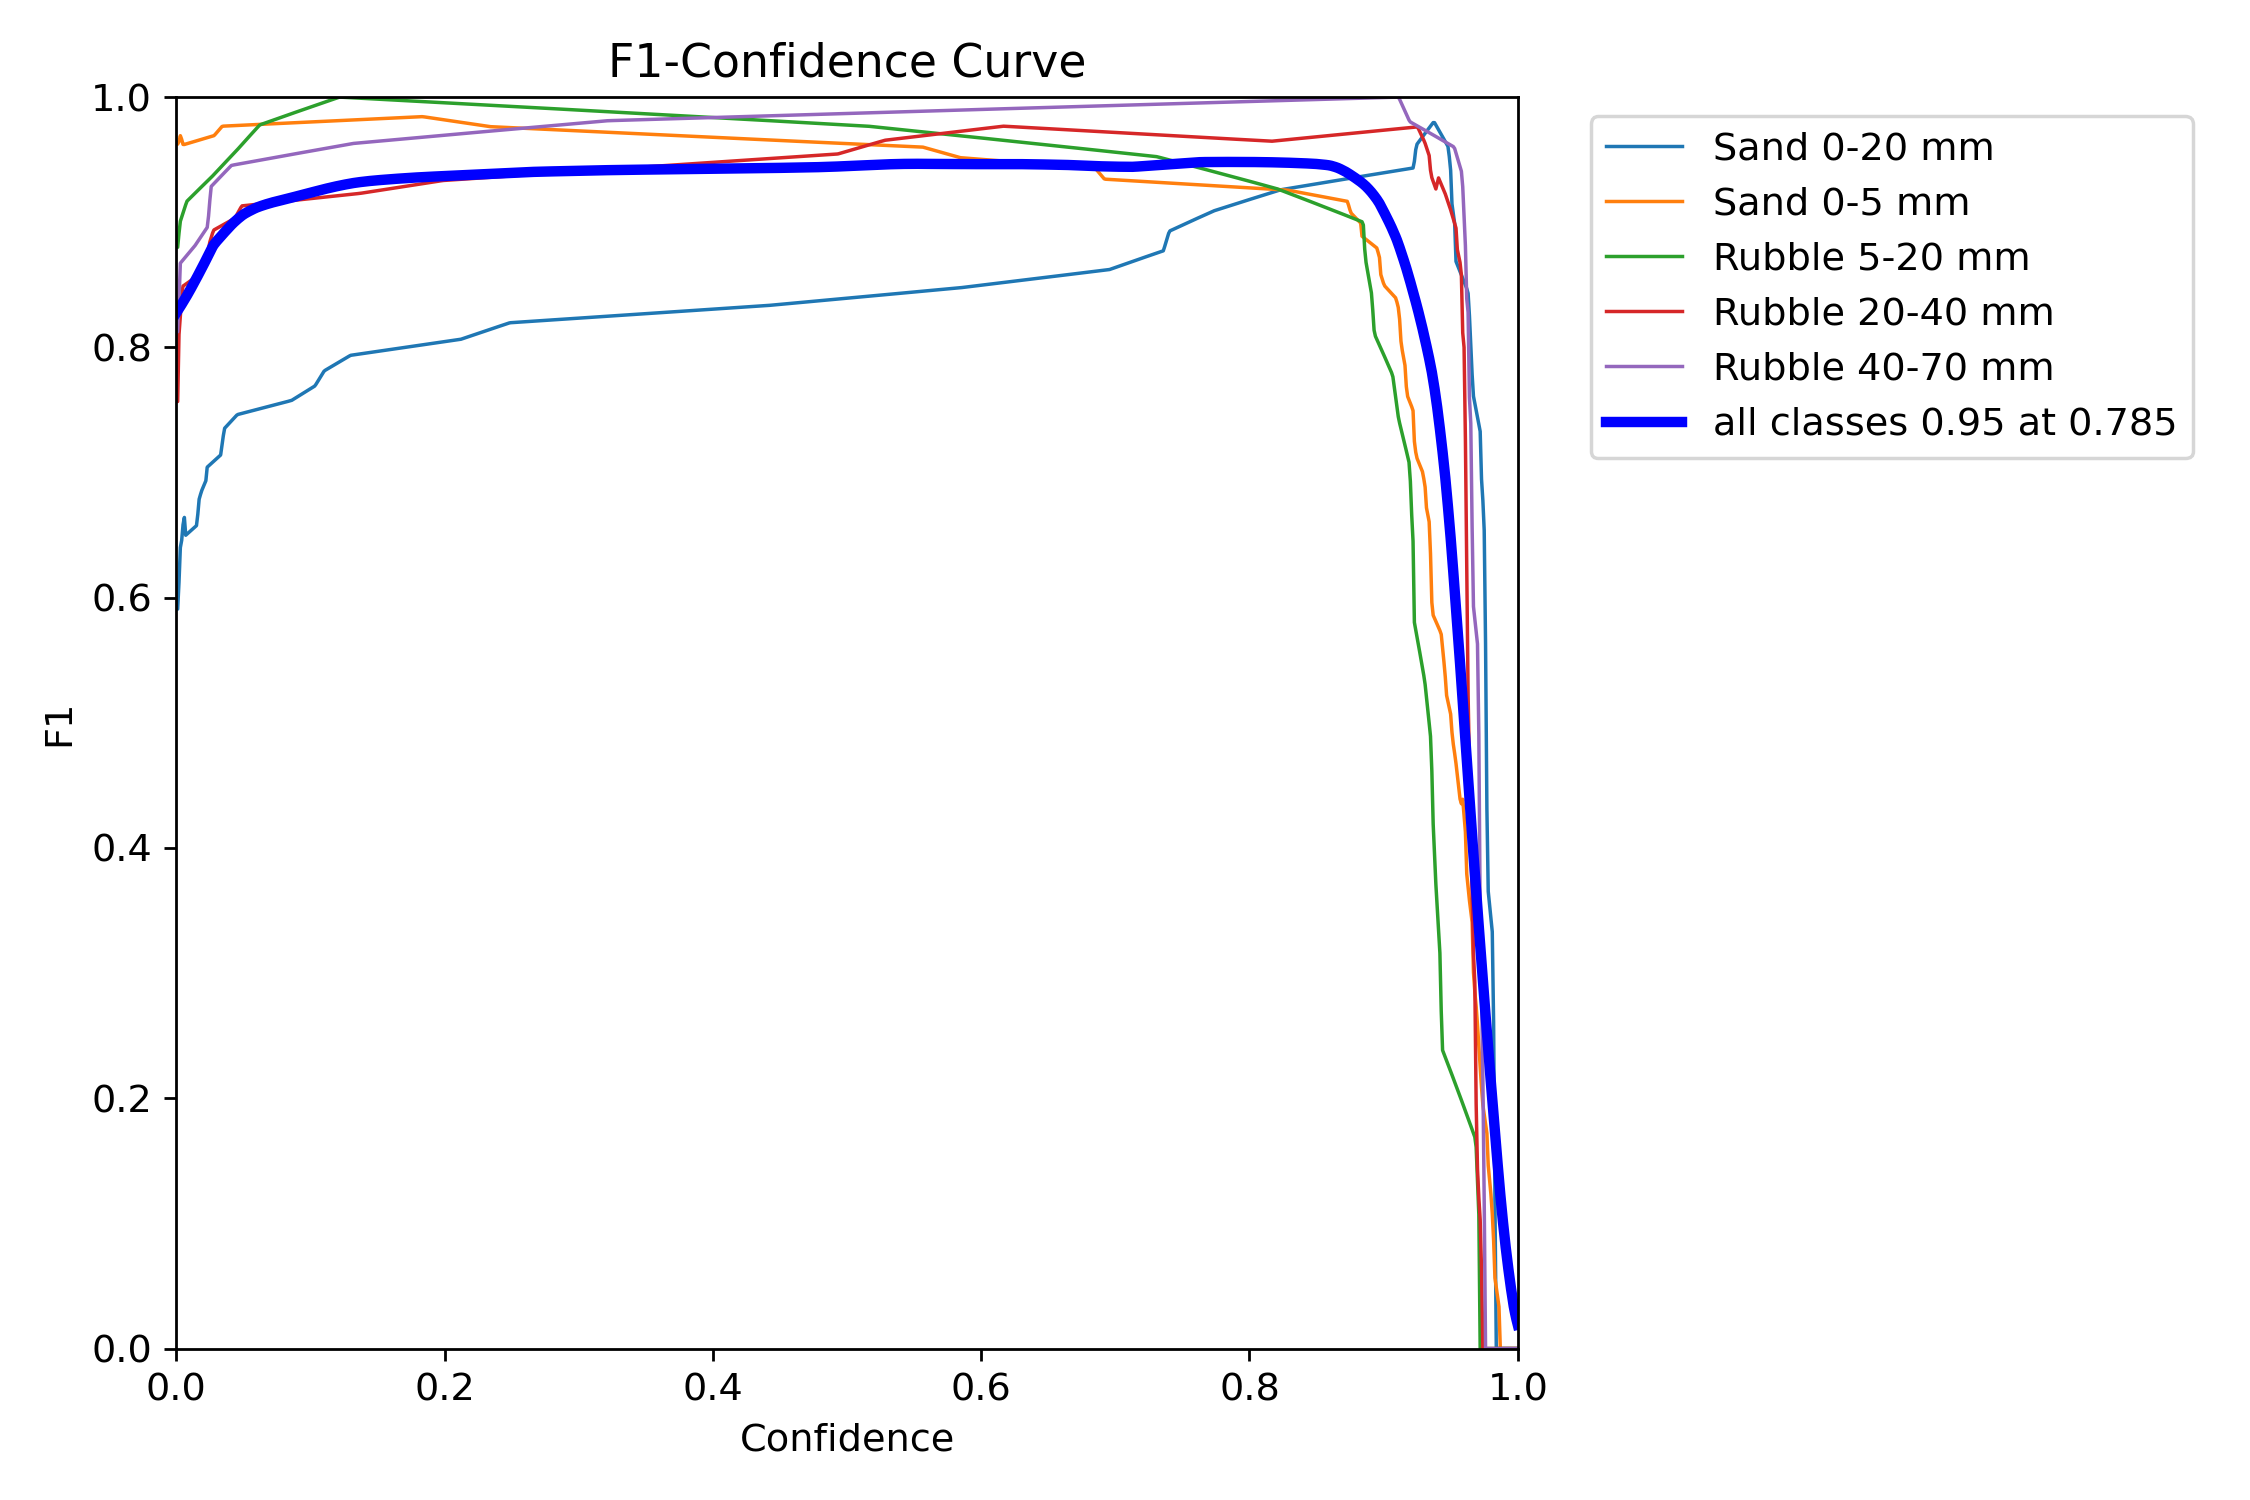 F1-Confidence Curve
1.0
0.8
0.6
0.4
0.2
0.0
F1
0.0 0.2 0.4 0.6 0.8 1.0
Confidence
Sand 0-20 mm
Sand 0-5 mm
Rubble 5-20 mm
Rubble 20-40 mm
Rubble 40-70 mm
all classes 0.95 at 0.785